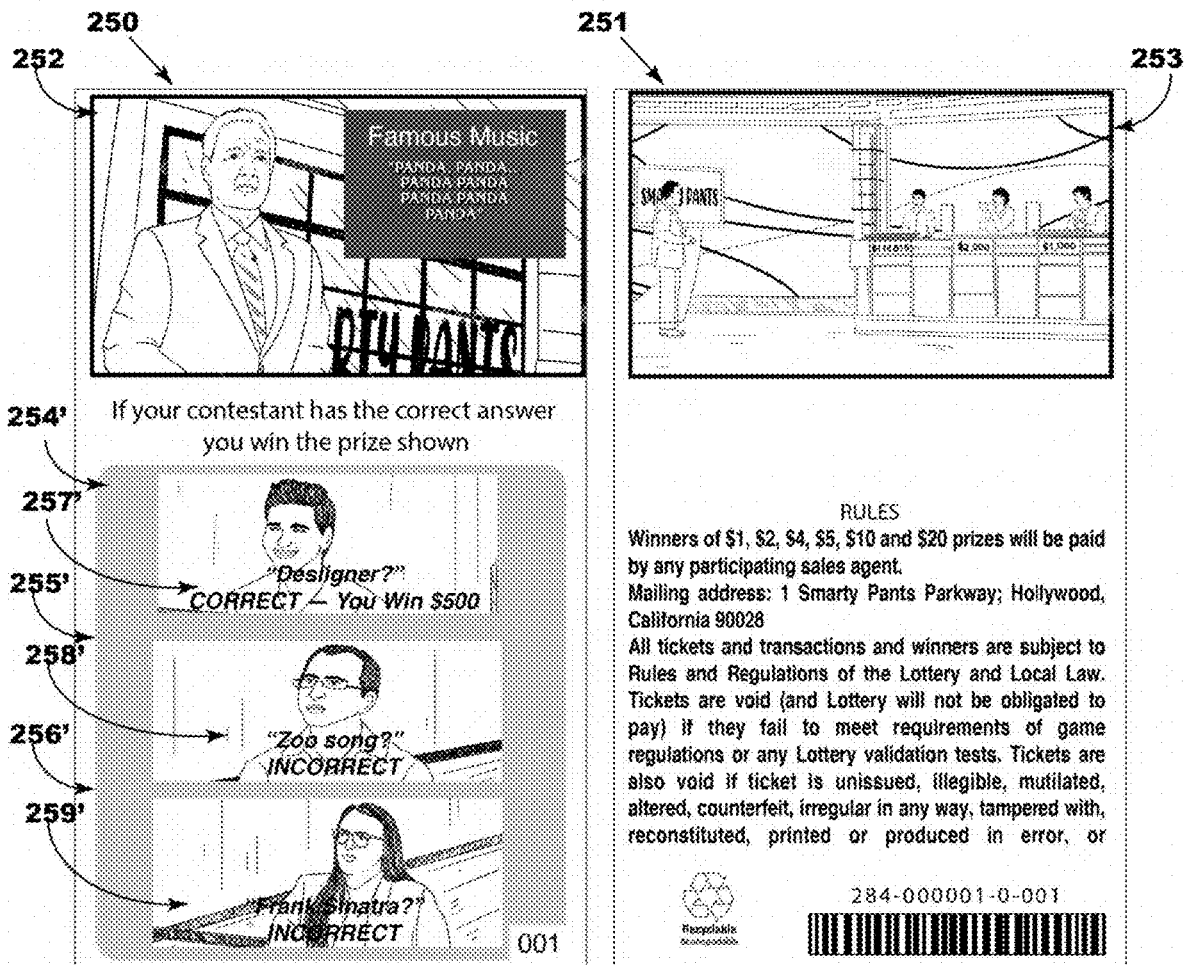 250
251
252
253
Famous Music
"PANDA, PANDA...
PANDA PANDA
PANDA PANDA
PANDA"
RTY PANTS
SMA PANTS
$2,000
$1,000
If your contestant has the correct answer
you win the prize shown
254'
257'
"Desiigner?"
CORRECT — You Win $500
255'
258'
"Zoo song?"
INCORRECT
256'
259'
"Frank Sinatra?"
INCORRECT
001
RULES
Winners of $1, $2, $4, $5, $10 and $20 prizes will be paid
by any participating sales agent.
Mailing address: 1 Smarty Pants Parkway; Hollywood,
California 90028
All tickets and transactions and winners are subject to
Rules and Regulations of the Lottery and Local Law.
Tickets are void (and Lottery will not be obligated to
pay) if they fail to meet requirements of game
regulations or any Lottery validation tests. Tickets are
also void if ticket is unissued, illegible, mutilated,
altered, counterfeit, irregular in any way, tampered with,
reconstituted, printed or produced in error, or
Recyclable
Biodegradable
284-000001-0-001